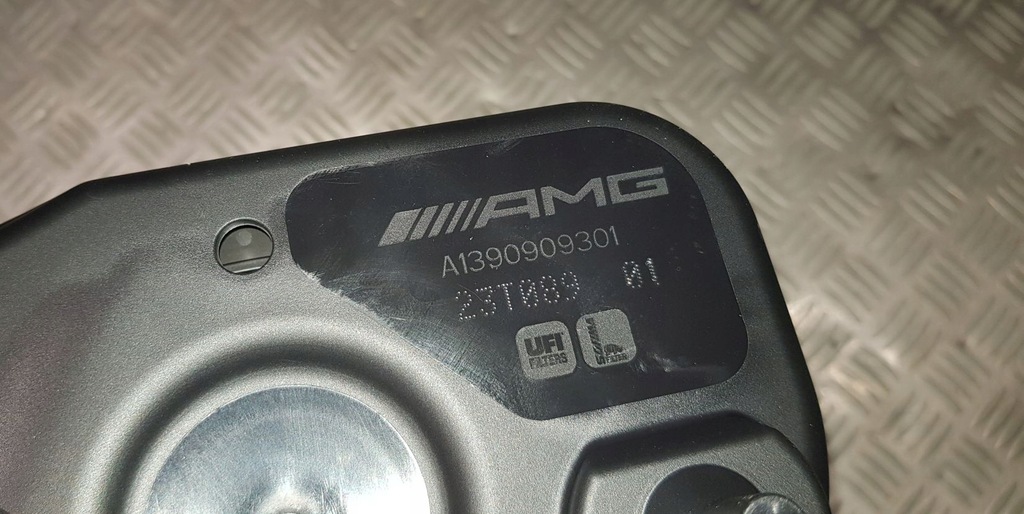 AMG
A1390909301
23T089 01
UFI
FILTERS